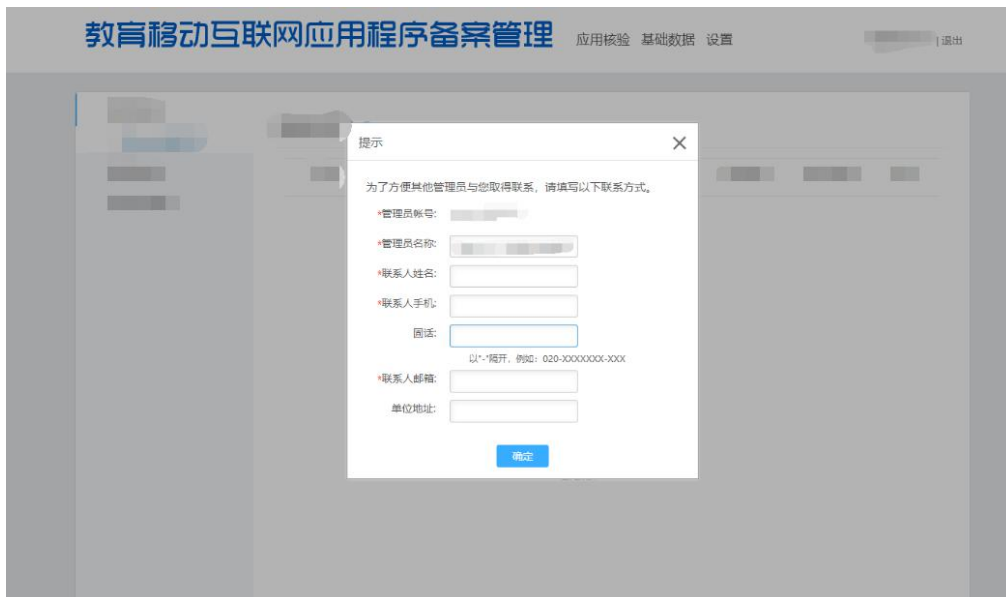 教育移动互联网应用程序备案管理 应用核验 基础数据 设置 | 退出
提示
为了方便其他管理员与您取得联系，请填写以下联系方式。
*管理员帐号:
*管理员名称:
*联系人姓名:
*联系人手机:
固话:
以"-"隔开，例如：020-XXXXXXX-XXX
*联系人邮箱:
单位地址:
确定